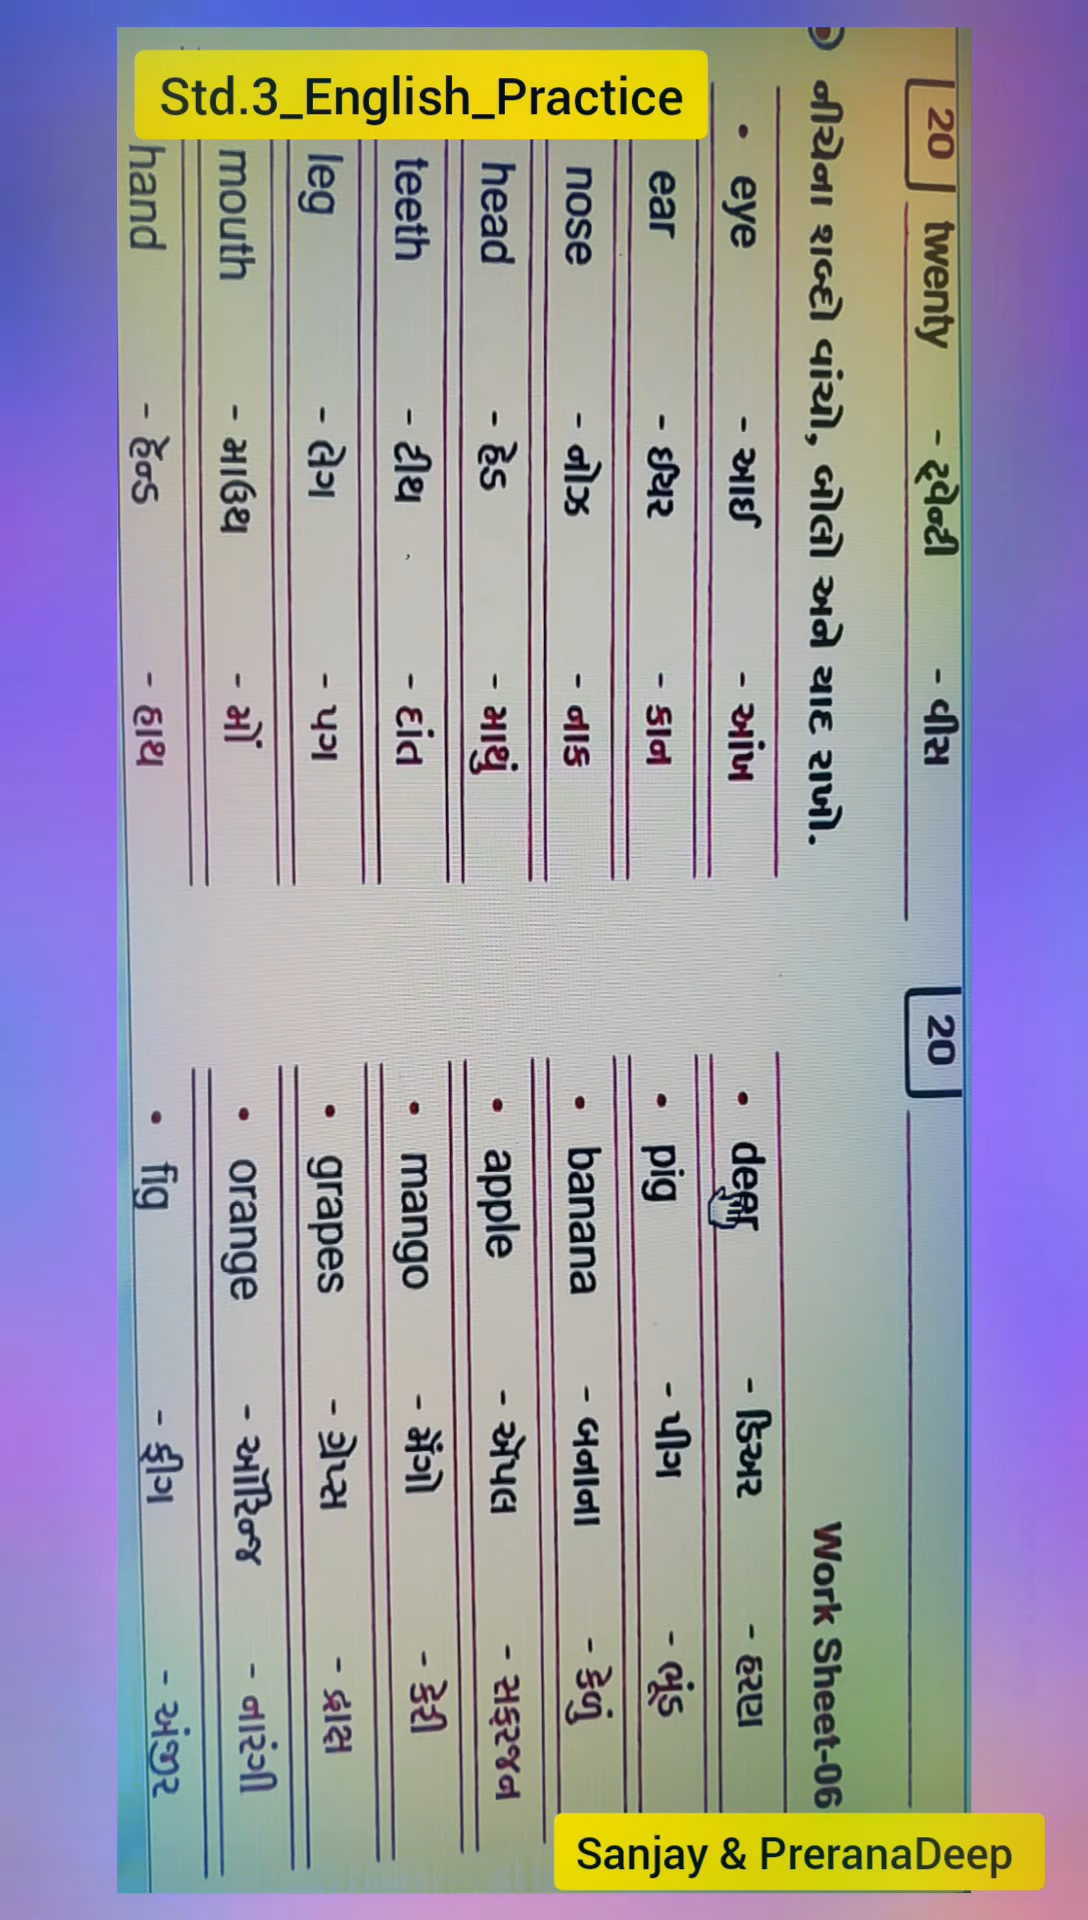 Std.3_English_Practice
20 twenty - ટ્વેન્ટી - વીસ
20
નીચેના શબ્દો વાંચો, બોલો અને યાદ રાખો.
Work Sheet-06
• eye - આઈ - આંખ
ear - ઈયર - કાન
nose - નોઝ - નાક
head - હેડ - માથું
teeth - ટીથ - દાંત
leg - લેગ - પગ
mouth - માઉથ - મોં
hand - હેન્ડ - હાથ
• deer - ડિઅર - હરણ
• pig - પીગ - ભૂંડ
• banana - બનાના - કેળું
• apple - ઍપલ - સફરજન
• mango - મેંગો - કેરી
• grapes - ગ્રેપ્સ - દ્રાક્ષ
• orange - ઑરેન્જ - નારંગી
• fig - ફીગ - અંજીર
Sanjay & PreranaDeep